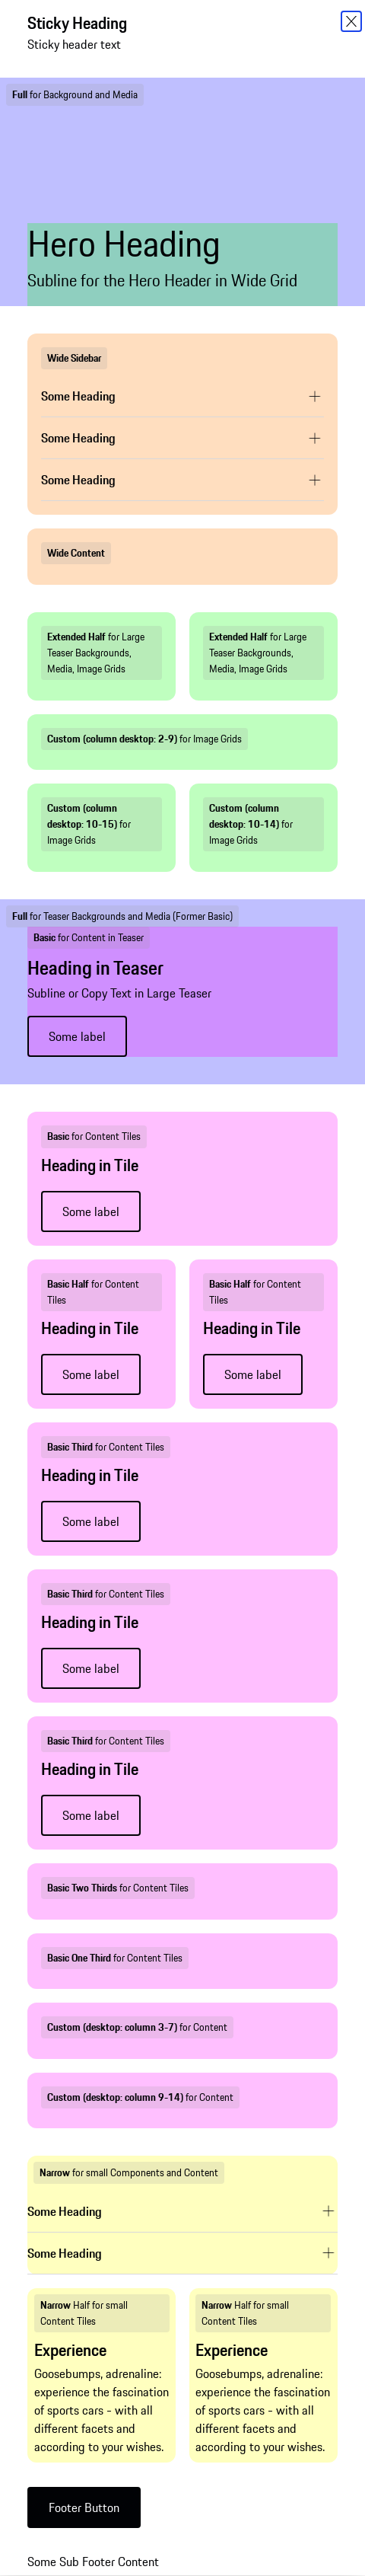 Sticky Heading
Sticky header text
Full for Background and Media
Hero Heading
Subline for the Hero Header in Wide Grid
Wide Sidebar
Some Heading
Some Heading
Some Heading
Wide Content
Extended Half for Large
Teaser Backgrounds,
Media, Image Grids
Extended Half for Large
Teaser Backgrounds,
Media, Image Grids
Custom (column desktop: 2-9) for Image Grids
Custom (column
desktop: 10-15) for
Image Grids
Custom (column
desktop: 10-14) for
Image Grids
Full for Teaser Backgrounds and Media (Former Basic)
Basic for Content in Teaser
Heading in Teaser
Subline or Copy Text in Large Teaser
Some label
Basic for Content Tiles
Heading in Tile
Some label
Basic Half for Content
Tiles
Heading in Tile
Some label
Basic Half for Content
Tiles
Heading in Tile
Some label
Basic Third for Content Tiles
Heading in Tile
Some label
Basic Third for Content Tiles
Heading in Tile
Some label
Basic Third for Content Tiles
Heading in Tile
Some label
Basic Two Thirds for Content Tiles
Basic One Third for Content Tiles
Custom (desktop: column 3-7) for Content
Custom (desktop: column 9-14) for Content
Narrow for small Components and Content
Some Heading
Some Heading
Narrow Half for small
Content Tiles
Experience
Goosebumps, adrenaline:
experience the fascination
of sports cars - with all
different facets and
according to your wishes.
Narrow Half for small
Content Tiles
Experience
Goosebumps, adrenaline:
experience the fascination
of sports cars - with all
different facets and
according to your wishes.
Footer Button
Some Sub Footer Content